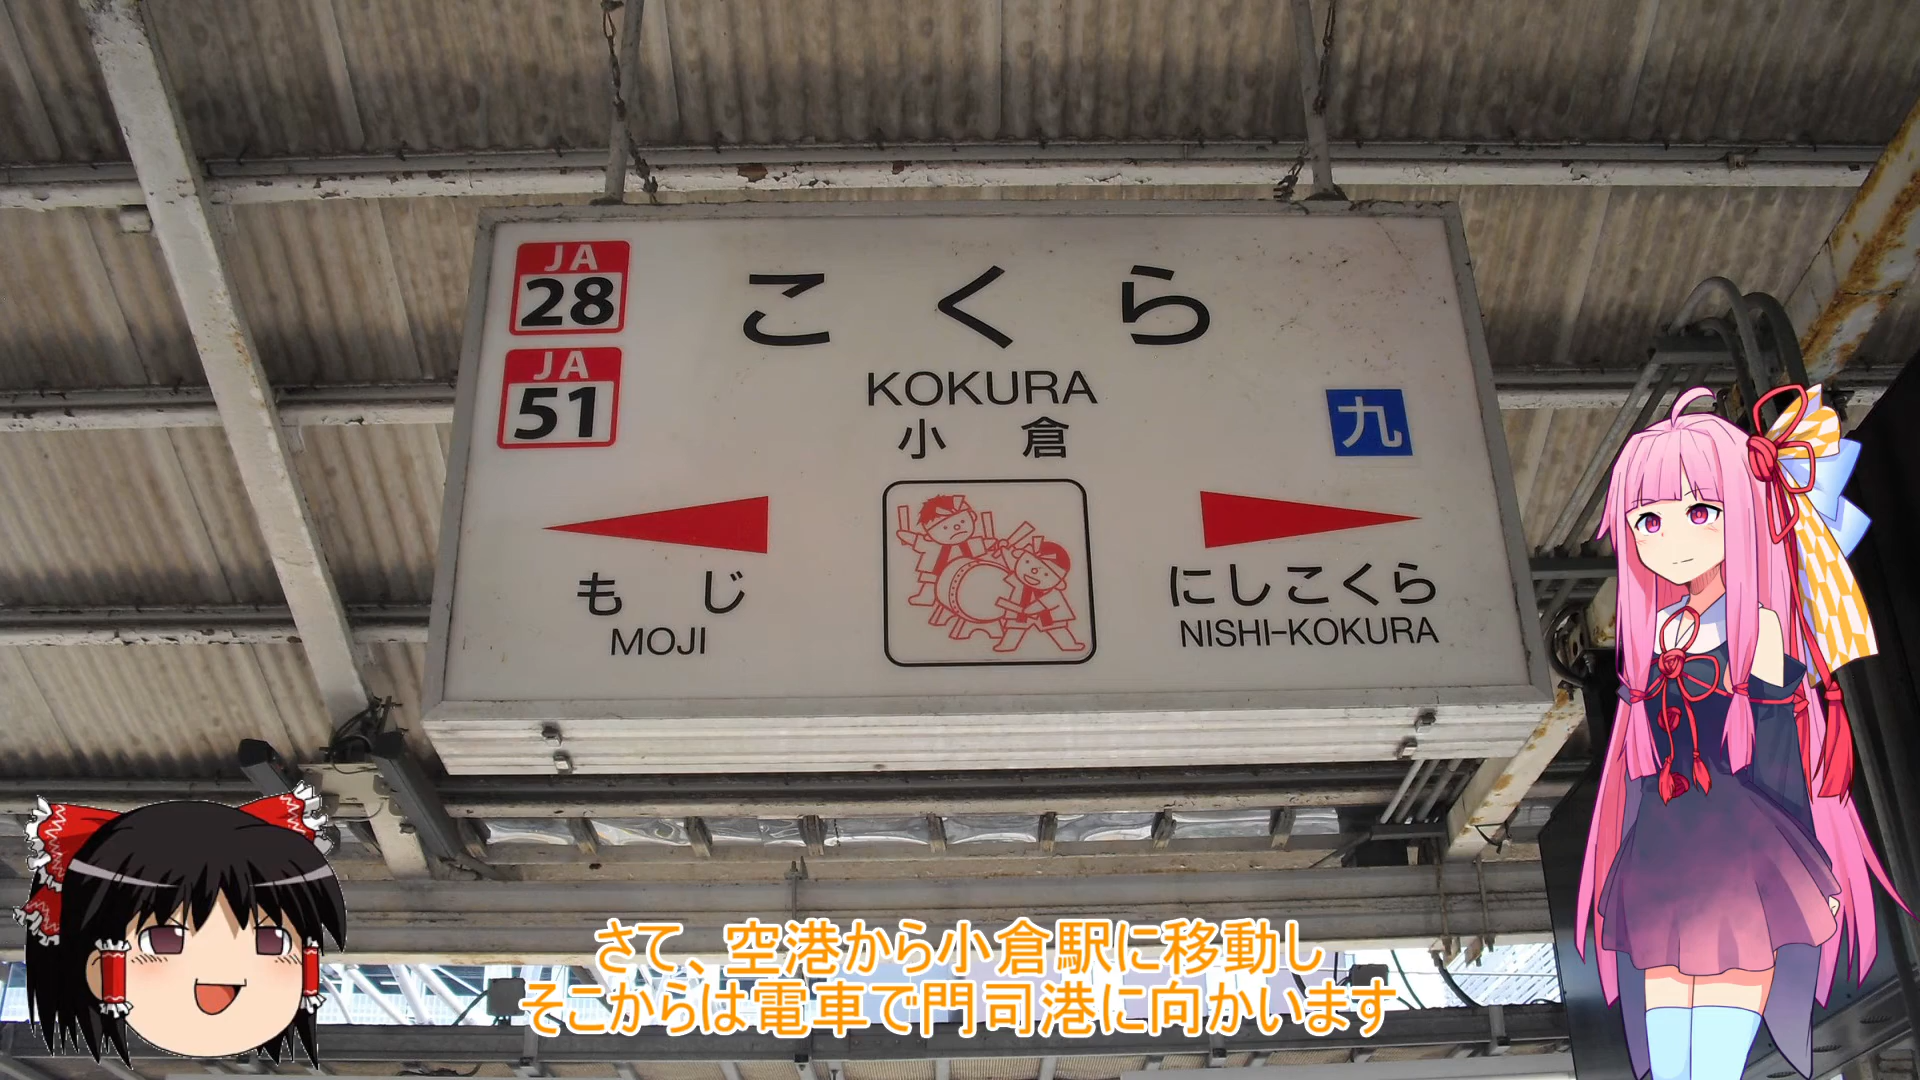 JA
28
JA
51
こくら
KOKURA
小倉
九
もじ
MOJI
にしこくら
NISHI-KOKURA
さて、空港から小倉駅に移動し
そこからは電車で門司港に向かいます